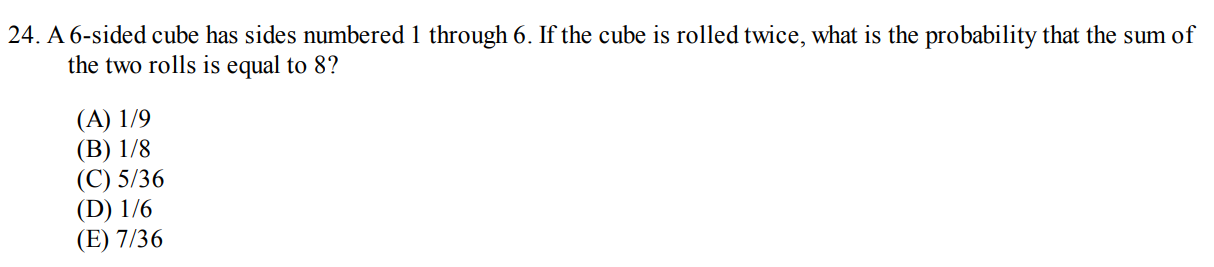 24. A 6-sided cube has sides numbered 1 through 6. If the cube is rolled twice, what is the probability that the sum of
the two rolls is equal to 8?
(A) 1/9
(B) 1/8
(C) 5/36
(D) 1/6
(E) 7/36